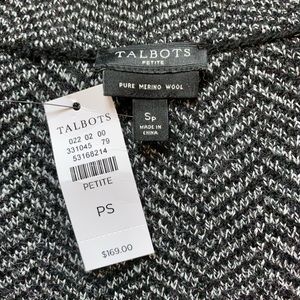 TALBOTS
PETITE
PURE MERINO WOOL
Sp
MADE IN
CHINA
TALBOTS
022 02 00
331045 79
53168214
PETITE
PS
$169.00